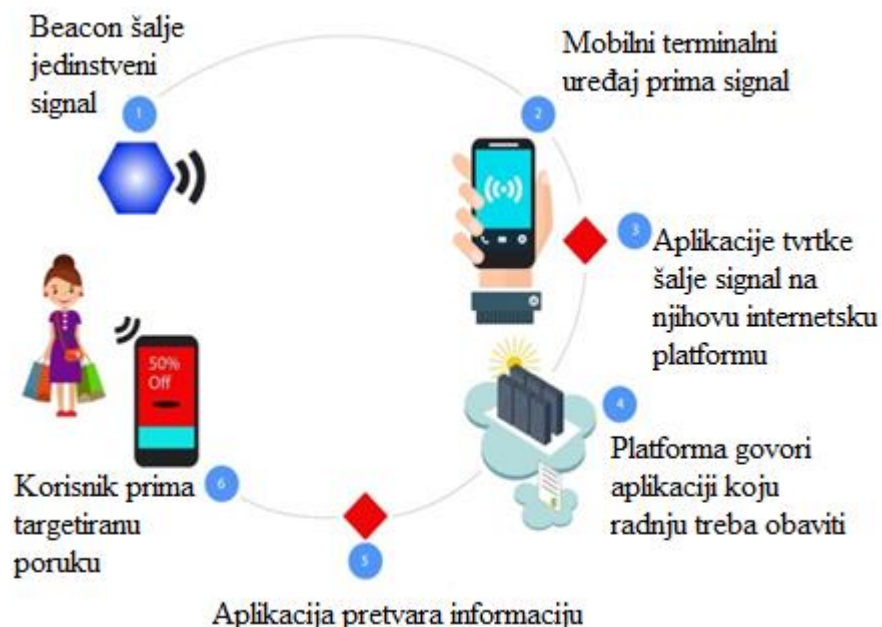 Beacon šalje
jedinstveni
signal
1
Mobilni terminalni
uređaj prima signal
2
3
Aplikacije tvrtke
šalje signal na
njihovu internetsku
platformu
4
Platforma govori
aplikaciji koju
radnju treba obaviti
5
Aplikacija pretvara informaciju
50%
Off
6
Korisnik prima
targetiranu
poruku